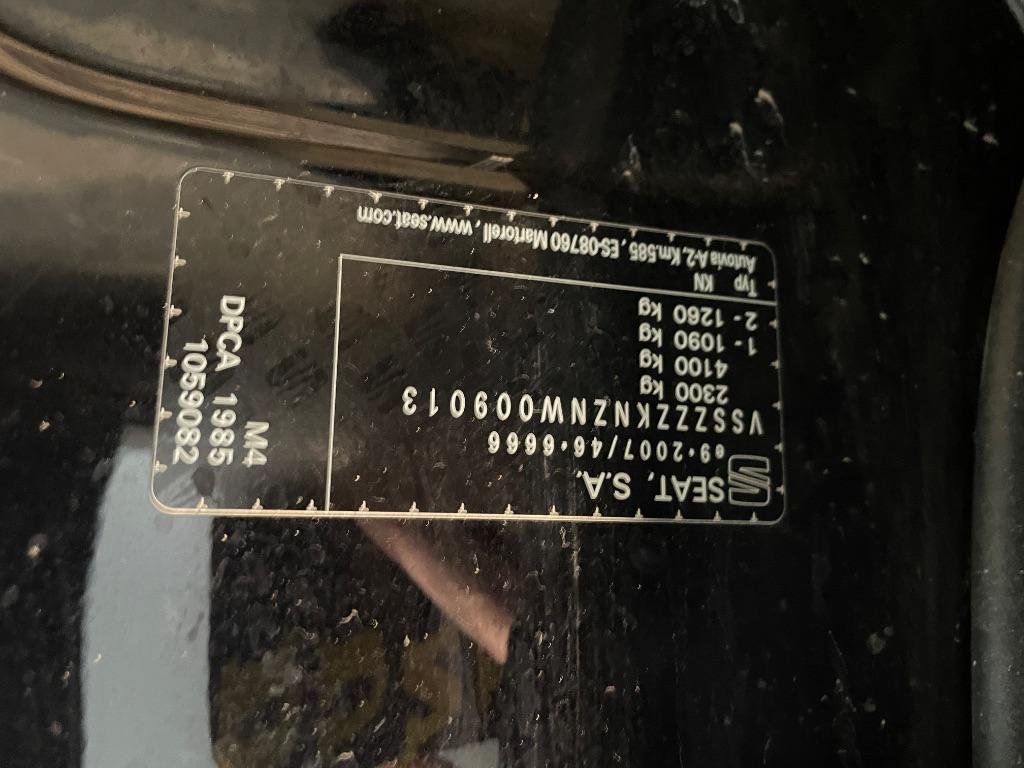 SEAT, S.A.
e9*2007/46*6666
VSSZZZKNZNW009013
2300 kg
4100 kg
1 - 1090 kg
2 - 1260 kg
Typ KN
Autovia A-2, Km.585 , ES-08760 Martorell , www.seat.com
M4
DPCA 1985
1059082